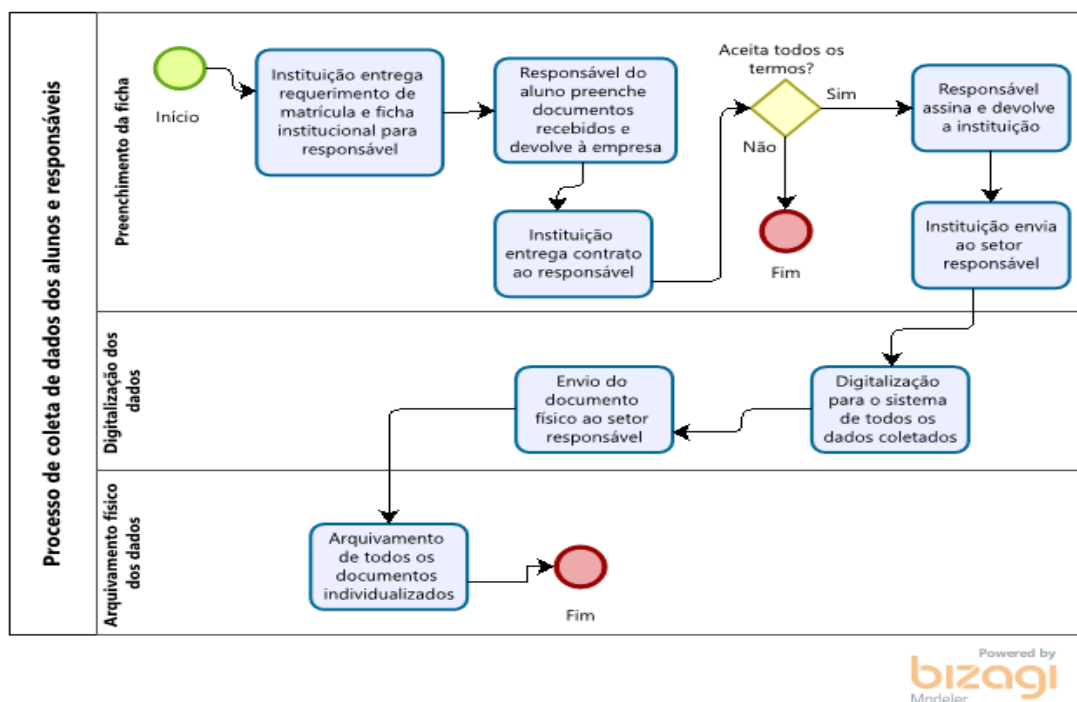 Processo de coleta de dados dos alunos e responsáveis
Preenchimento da ficha
Início
Instituição entrega
requerimento de
matrícula e ficha
institucional para
responsável
Responsável do
aluno preenche
documentos
recebidos e
devolve à empresa
Instituição
entrega contrato
ao responsável
Aceita todos os
termos?
Sim
Não
Fim
Responsável
assina e devolve
a instituição
Instituição envia
ao setor
responsável
Digitalização dos
dados
Envio do
documento
físico ao setor
responsável
Digitalização
para o sistema
de todos os
dados coletados
Arquivamento físico
dos dados
Arquivamento
de todos os
documentos
individualizados
Fim
Powered by
bizagi
Modeler